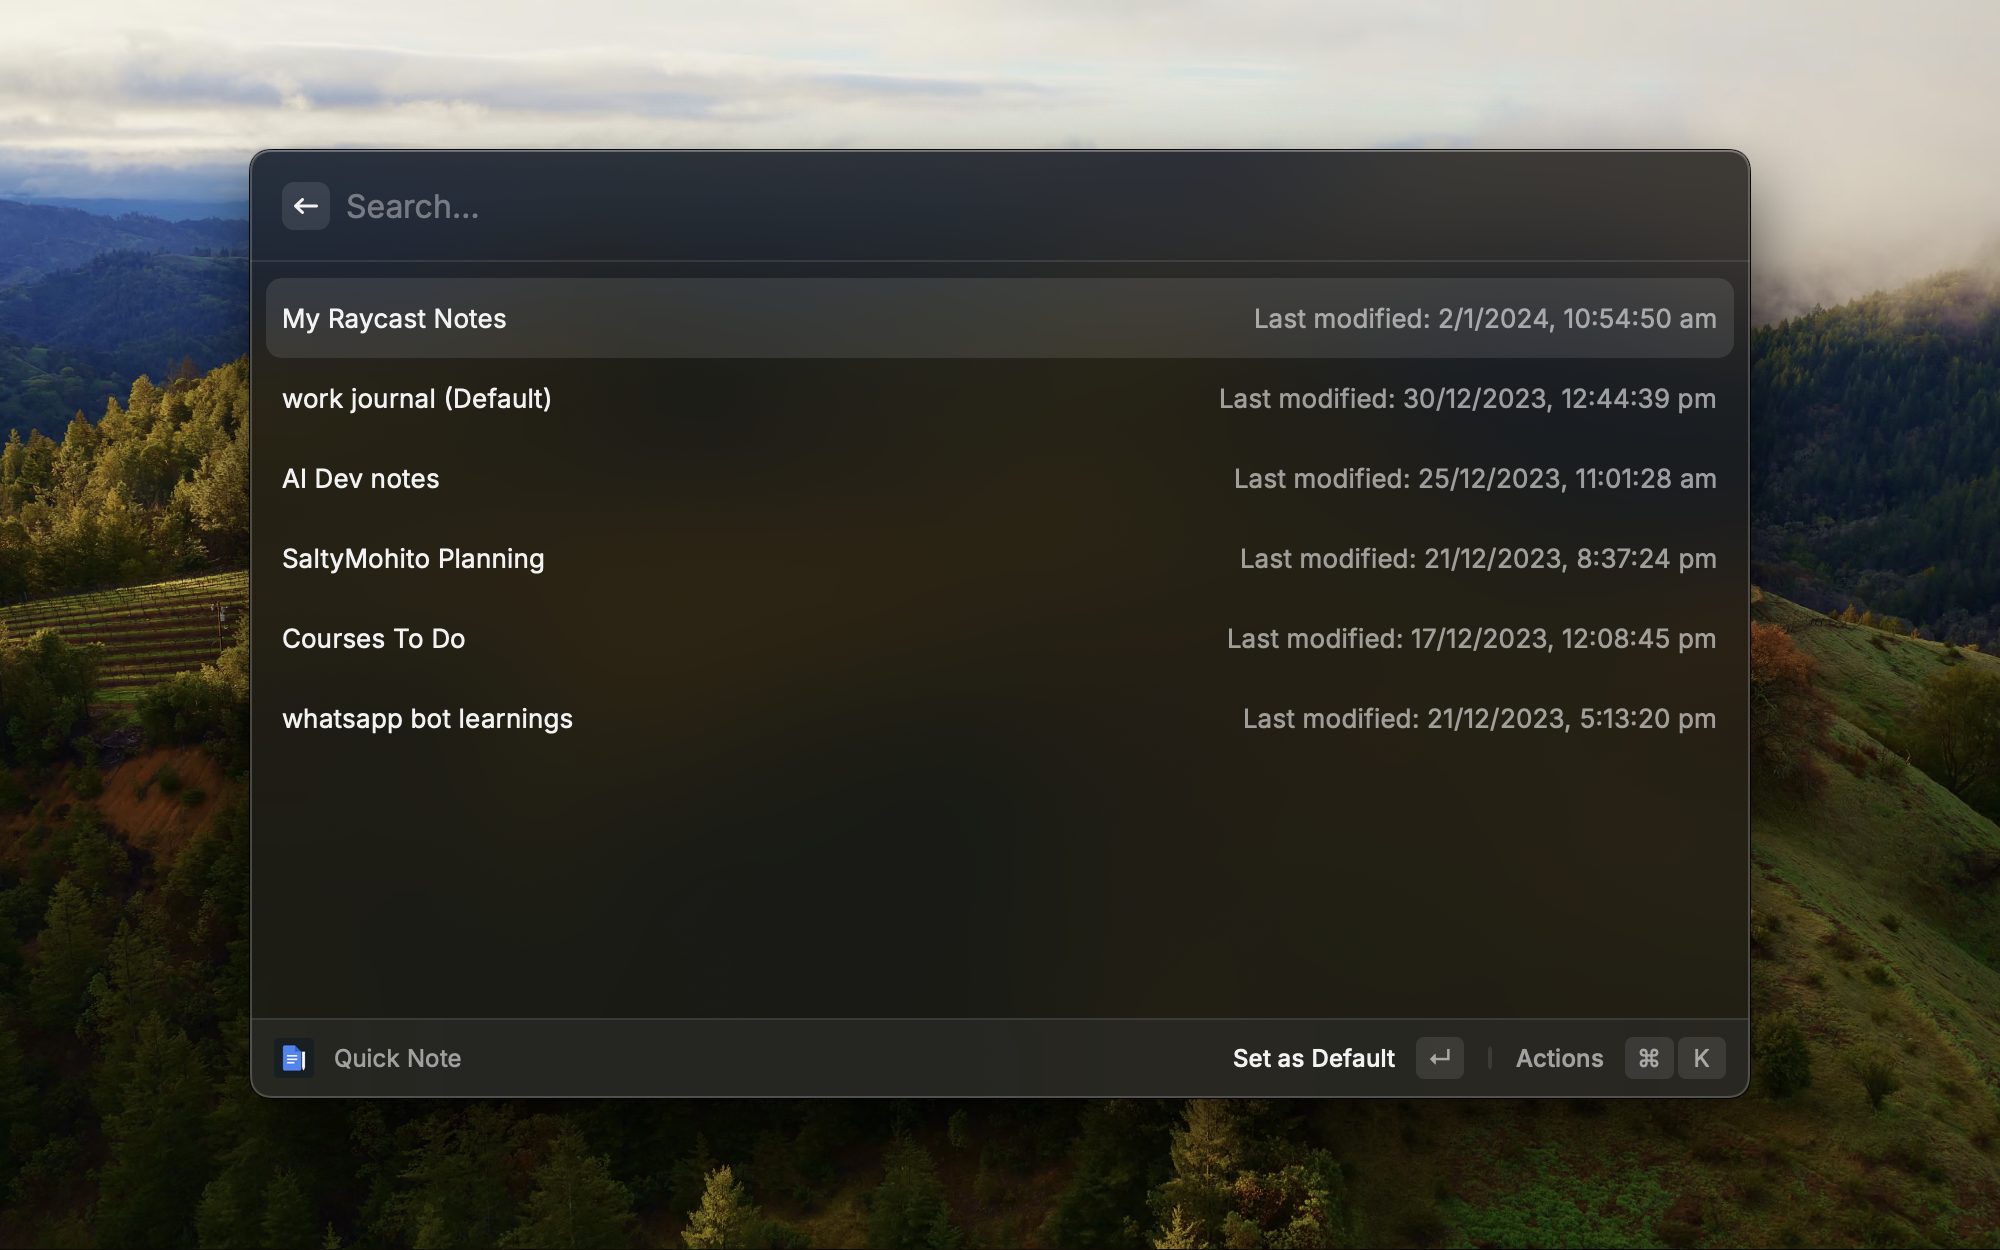 Search...
My Raycast Notes Last modified: 2/1/2024, 10:54:50 am
work journal (Default) Last modified: 30/12/2023, 12:44:39 pm
AI Dev notes Last modified: 25/12/2023, 11:01:28 am
SaltyMohito Planning Last modified: 21/12/2023, 8:37:24 pm
Courses To Do Last modified: 17/12/2023, 12:08:45 pm
whatsapp bot learnings Last modified: 21/12/2023, 5:13:20 pm
Quick Note Set as Default ↵ Actions ⌘ K